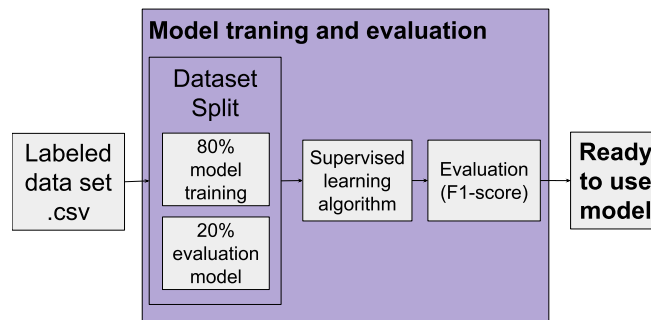 Model traning and evaluation
Dataset
Split
Labeled
data set
.csv
80%
model
training
20%
evaluation
model
Supervised
learning
algorithm
Evaluation
(F1-score)
Ready
to use
model